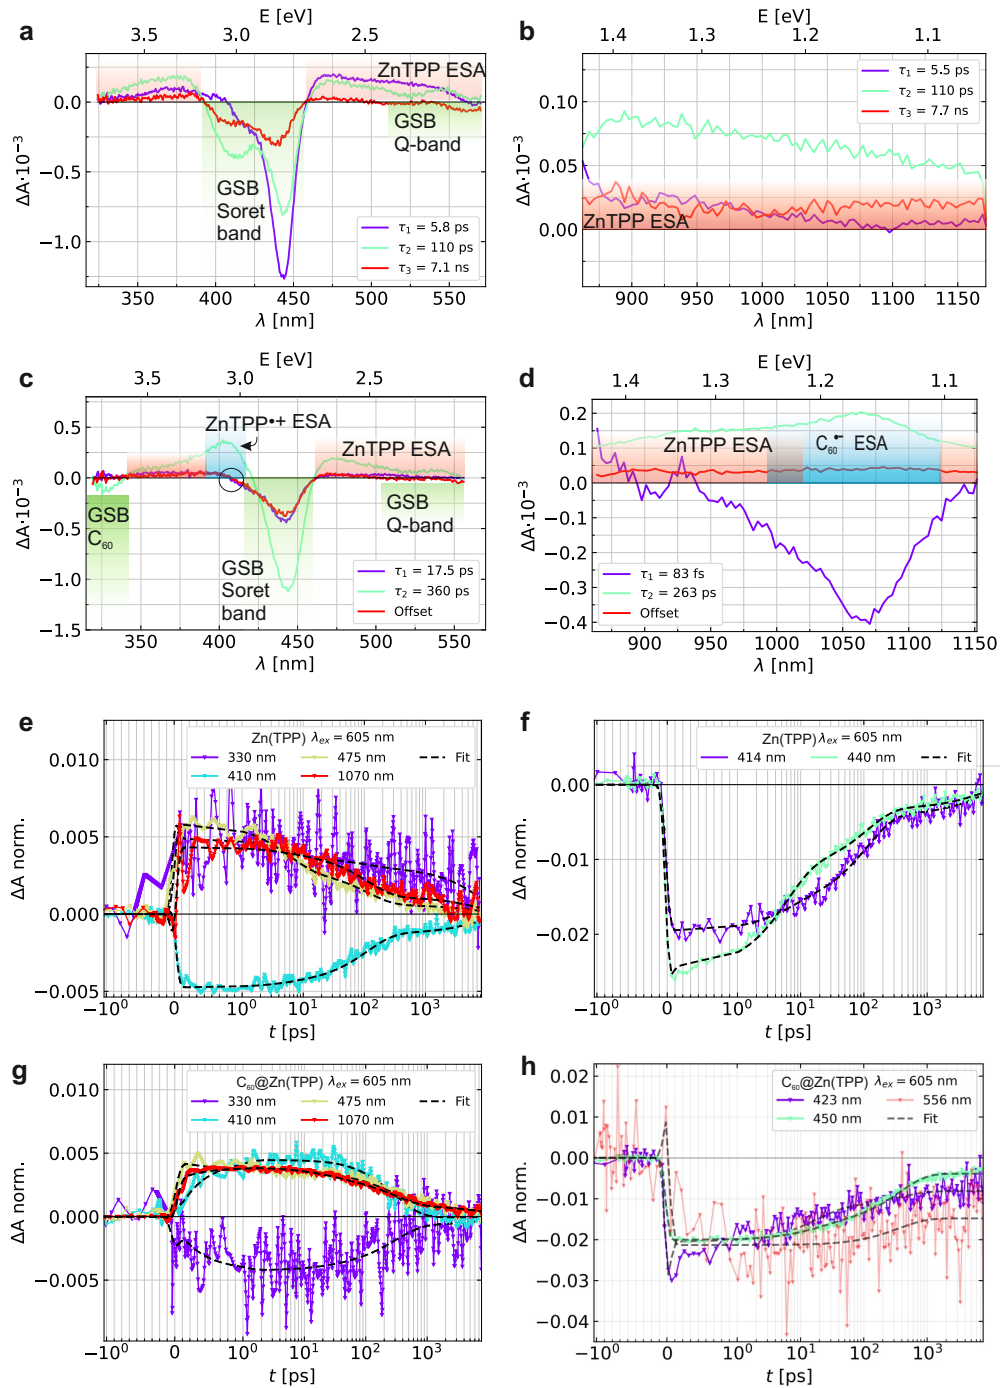 a
E [eV]
3.3 3.0 2.7 2.5 2.2
ZnTPP ESA
0.0
−0.5
−1.0
ΔA·10⁻³
GSB
Q-band
GSB
Soret
band
τ₁ = 5.8 ps
τ₂ = 110 ps
τ₃ = 7.1 ns
350 400 450 500 550
λ [nm]
b
E [eV]
1.4 1.3 1.2 1.1
τ₁ = 5.5 ps
τ₂ = 110 ps
τ₃ = 7.7 ns
0.10
0.05
0.00
ΔA·10⁻³
ZnTPP ESA
900 950 1000 1050 1100 1150
λ [nm]
c
E [eV]
3.5 3.0 2.5
ZnTPP•+ ESA
ZnTPP ESA
0.5
0.0
−0.5
−1.0
−1.5
ΔA·10⁻³
GSB
C₆₀
GSB
Q-band
GSB
Soret
band
τ₁ = 17.5 ps
τ₂ = 360 ps
Offset
350 400 450 500 550
λ [nm]
d
E [eV]
1.4 1.3 1.2 1.1
ZnTPP ESA
C₆₀•− ESA
0.2
0.1
0.0
−0.1
−0.2
−0.3
−0.4
ΔA·10⁻³
τ₁ = 83 fs
τ₂ = 263 ps
Offset
900 950 1000 1050 1100 1150
λ [nm]
e
Zn(TPP) λex = 605 nm
330 nm 475 nm Fit
410 nm 1070 nm
0.010
0.005
0.000
−0.005
ΔA norm.
−10⁰ 0 10⁰ 10¹ 10² 10³
t [ps]
f
Zn(TPP) λex = 605 nm
414 nm 440 nm Fit
0.00
−0.01
−0.02
ΔA norm.
−10⁰ 0 10⁰ 10¹ 10² 10³
t [ps]
g
C₆₀@Zn(TPP) λex = 605 nm
330 nm 475 nm Fit
410 nm 1070 nm
0.010
0.005
0.000
−0.005
ΔA norm.
−10⁰ 0 10⁰ 10¹ 10² 10³
t [ps]
h
C₆₀@Zn(TPP) λex = 605 nm
423 nm 556 nm
450 nm Fit
0.02
0.01
0.00
−0.01
−0.02
−0.03
−0.04
ΔA norm.
−10⁰ 0 10⁰ 10¹ 10² 10³
t [ps]